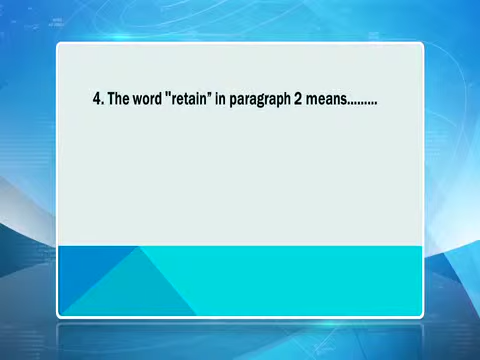 4. The word "retain" in paragraph 2 means.........